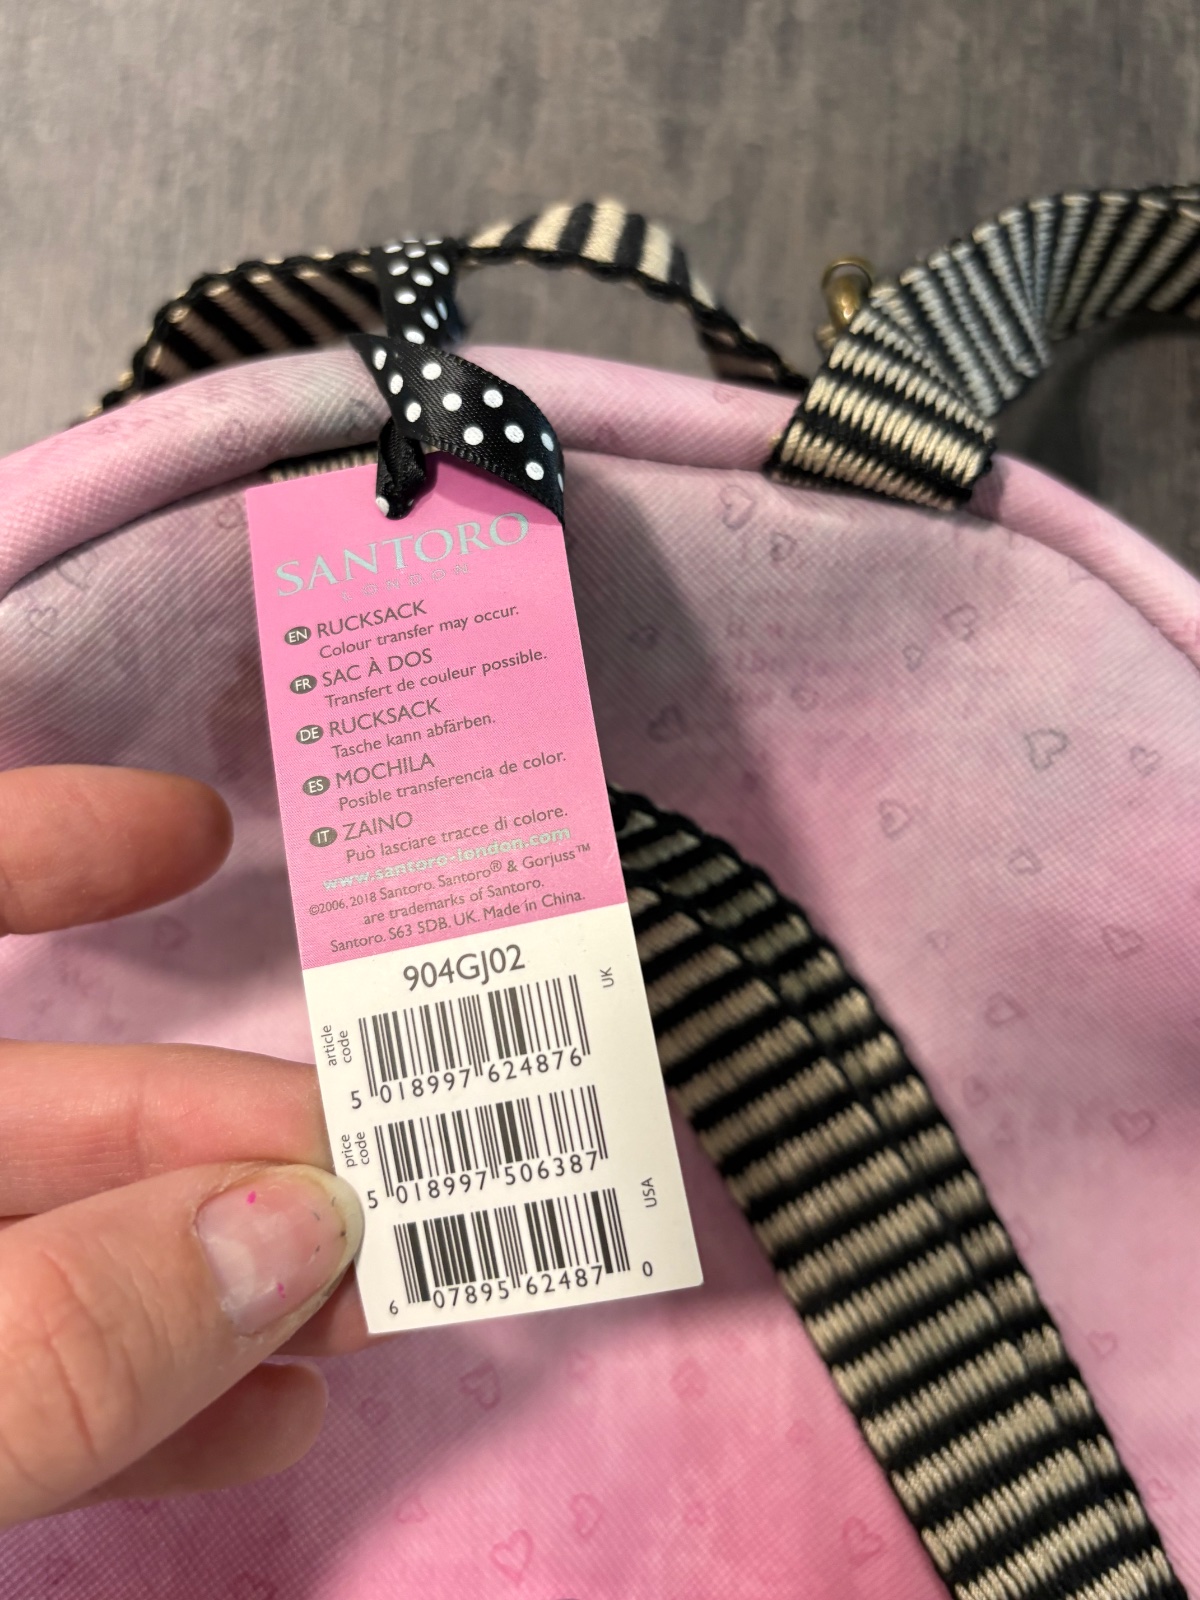 SANTORO
LONDON
EN RUCKSACK
Colour transfer may occur.
FR SAC À DOS
Transfert de couleur possible.
DE RUCKSACK
Tasche kann abfärben.
ES MOCHILA
Posible transferencia de color.
IT ZAINO
Può lasciare tracce di colore.
www.santoro-london.com
©2006, 2018 Santoro. Santoro® & Gorjuss™
are trademarks of Santoro.
Santoro. S63 5DB. UK. Made in China.
904GJ02
UK
article
code
5 018997 624876
price
code
5 018997 506387
USA
6 07895 62487 0